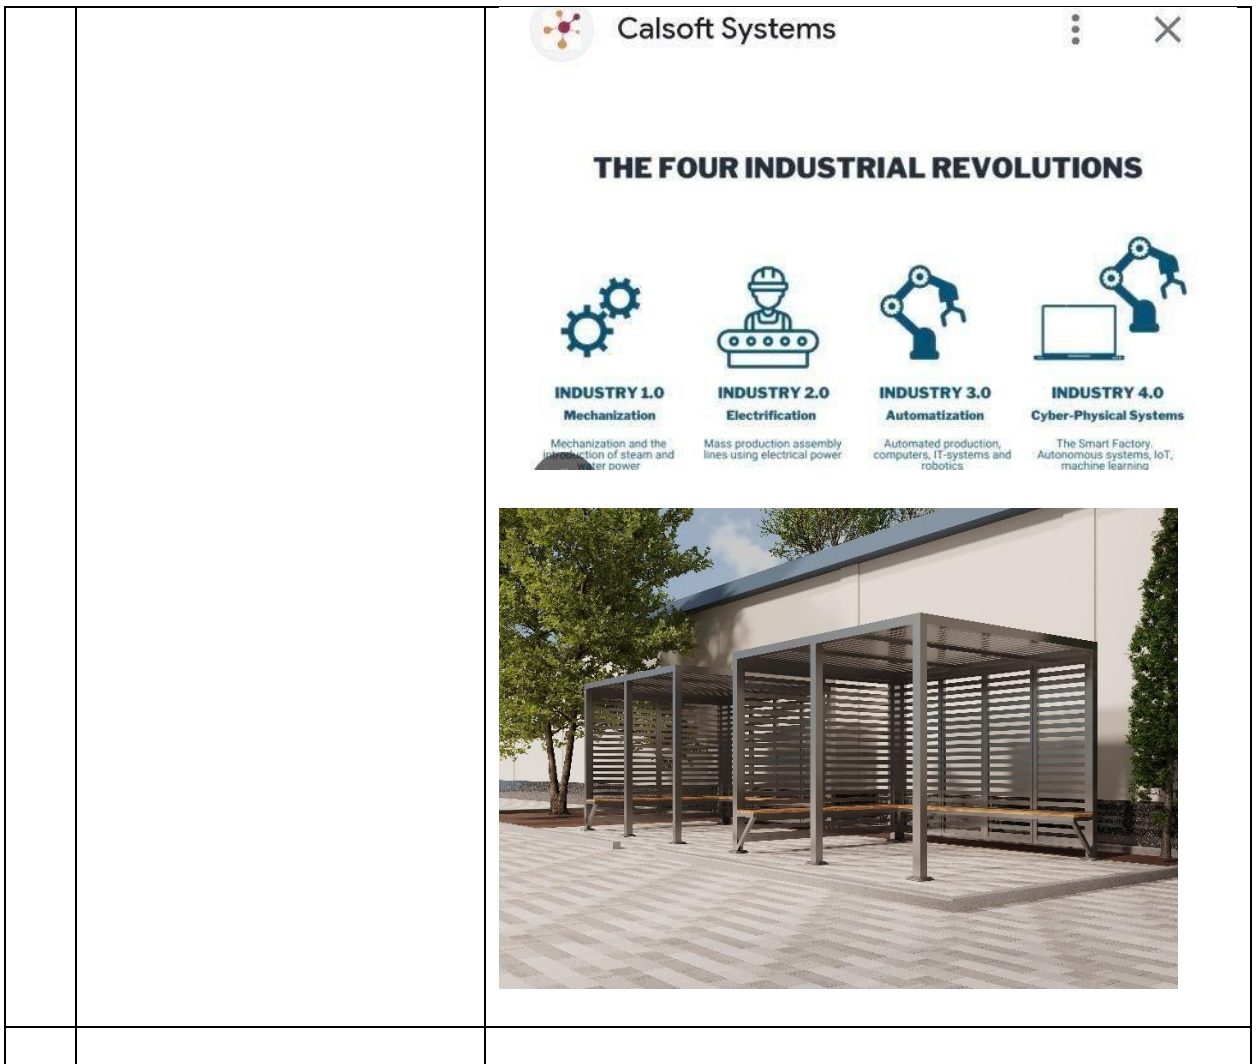 Calsoft Systems
THE FOUR INDUSTRIAL REVOLUTIONS
INDUSTRY 1.0
Mechanization
Mechanization and the
introduction of steam and
water power
INDUSTRY 2.0
Electrification
Mass production assembly
lines using electrical power
INDUSTRY 3.0
Automatization
Automated production,
computers, IT-systems and
robotics
INDUSTRY 4.0
Cyber-Physical Systems
The Smart Factory.
Autonomous systems, IoT,
machine learning